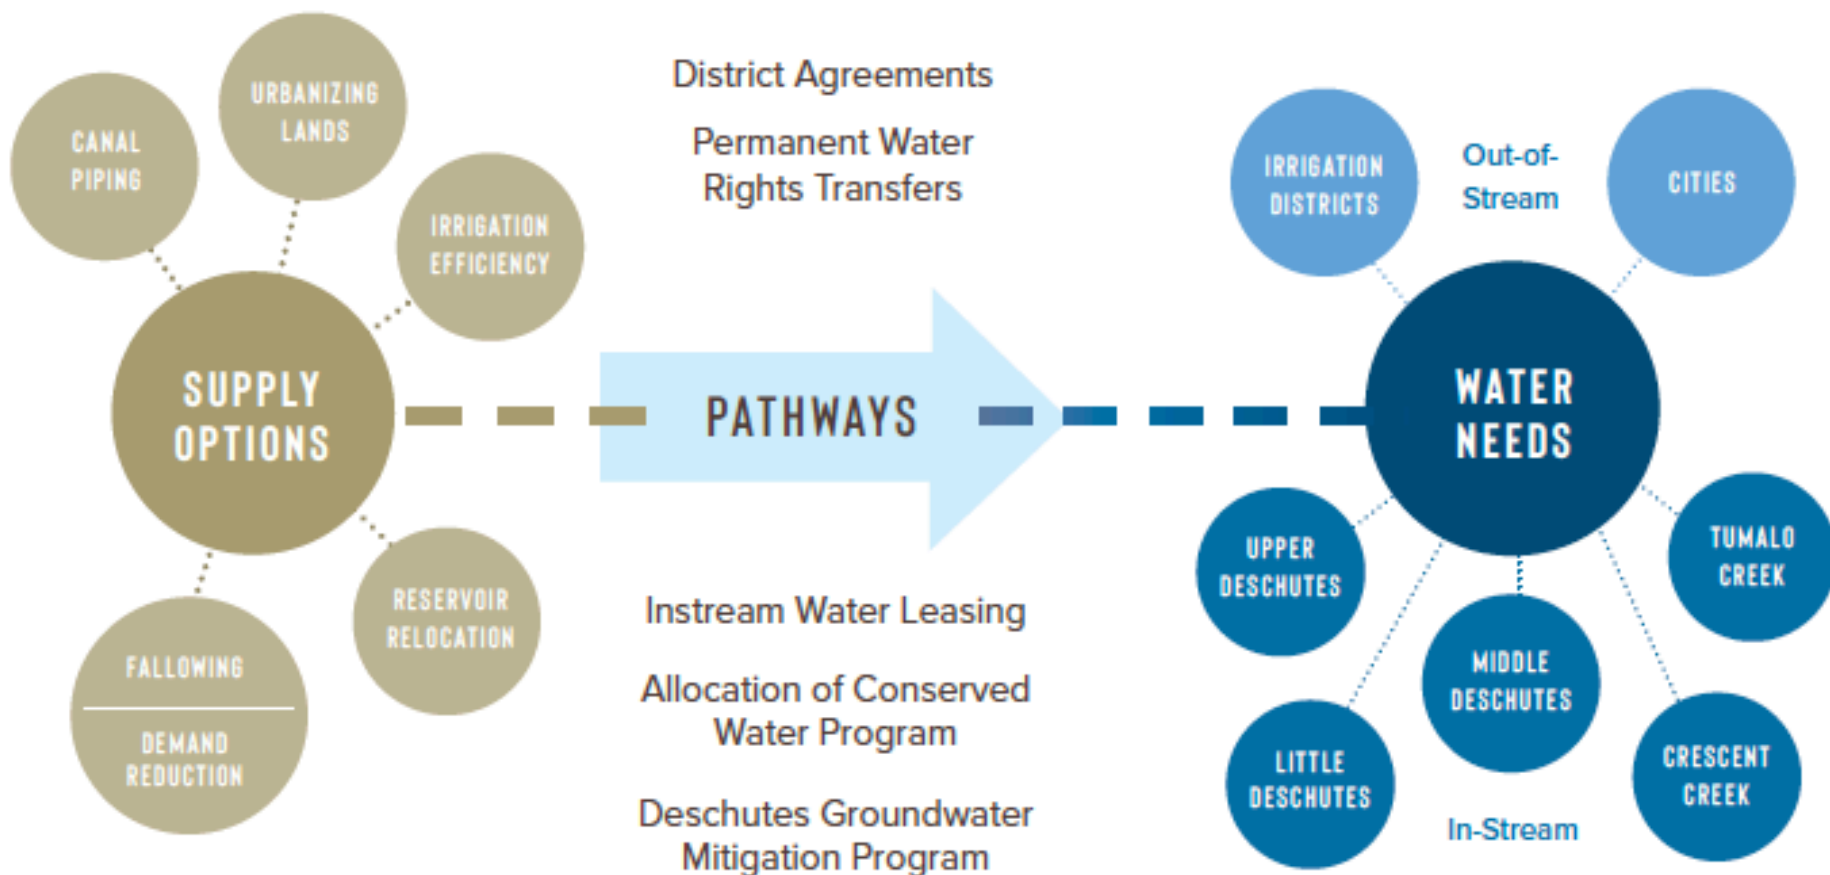 CANAL
PIPING
URBANIZING
LANDS
IRRIGATION
EFFICIENCY
SUPPLY
OPTIONS
RESERVOIR
RELOCATION
FALLOWING
DEMAND
REDUCTION
District Agreements
Permanent Water
Rights Transfers
PATHWAYS
Instream Water Leasing
Allocation of Conserved
Water Program
Deschutes Groundwater
Mitigation Program
IRRIGATION
DISTRICTS
Out-of-
Stream
CITIES
WATER
NEEDS
UPPER
DESCHUTES
TUMALO
CREEK
MIDDLE
DESCHUTES
LITTLE
DESCHUTES
CRESCENT
CREEK
In-Stream